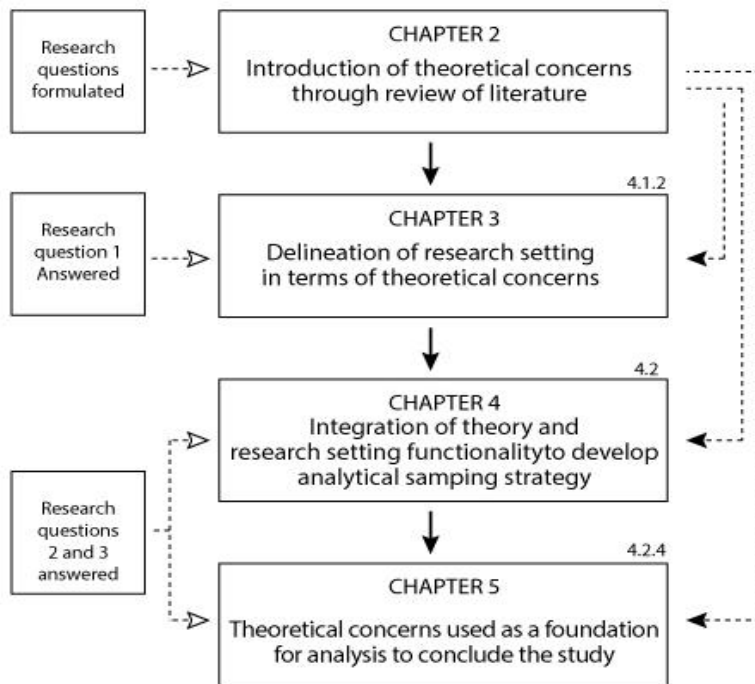 Research
questions
formulated
CHAPTER 2
Introduction of theoretical concerns
through review of literature
4.1.2
Research
question 1
Answered
CHAPTER 3
Delineation of research setting
in terms of theoretical concerns
4.2
CHAPTER 4
Integration of theory and
research setting functionalityto develop
analytical samping strategy
Research
questions
2 and 3
answered
4.2.4
CHAPTER 5
Theoretical concerns used as a foundation
for analysis to conclude the study